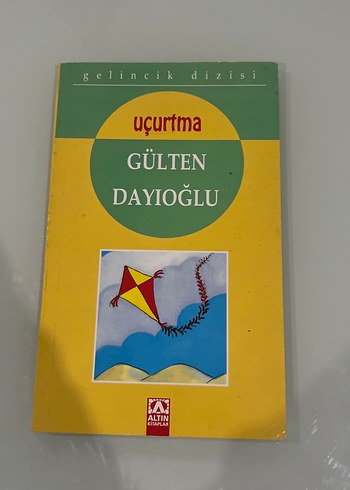 gelincik dizisi
uçurtma
GÜLTEN
DAYIOĞLU
ALTIN
KİTAPLAR